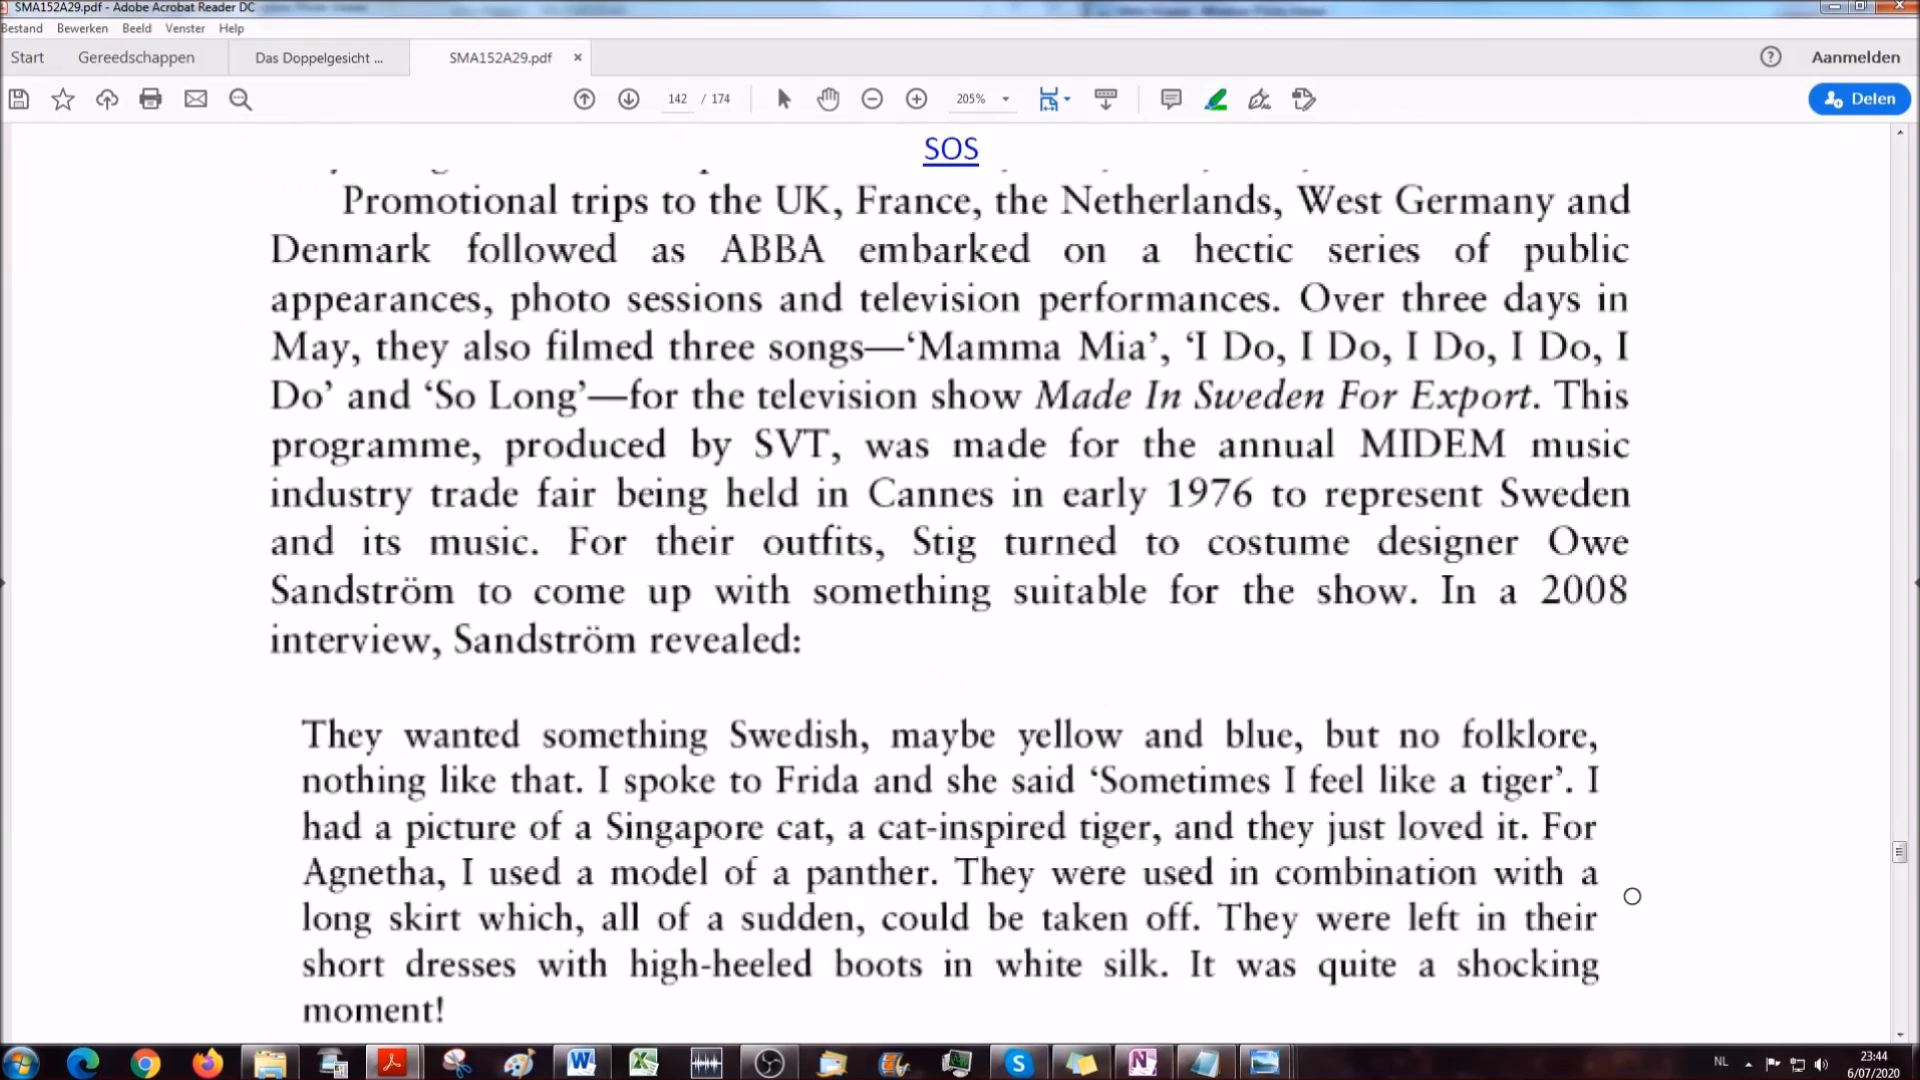 SMA152A29.pdf - Adobe Acrobat Reader DC
Bestand Bewerken Beeld Venster Help
Start Gereedschappen Das Doppelgesicht ... SMA152A29.pdf × ? Aanmelden
142 / 174 205% Delen
SOS
Promotional trips to the UK, France, the Netherlands, West Germany and
Denmark followed as ABBA embarked on a hectic series of public
appearances, photo sessions and television performances. Over three days in
May, they also filmed three songs—‘Mamma Mia’, ‘I Do, I Do, I Do, I Do, I
Do’ and ‘So Long’—for the television show Made In Sweden For Export. This
programme, produced by SVT, was made for the annual MIDEM music
industry trade fair being held in Cannes in early 1976 to represent Sweden
and its music. For their outfits, Stig turned to costume designer Owe
Sandström to come up with something suitable for the show. In a 2008
interview, Sandström revealed:
They wanted something Swedish, maybe yellow and blue, but no folklore,
nothing like that. I spoke to Frida and she said ‘Sometimes I feel like a tiger’. I
had a picture of a Singapore cat, a cat-inspired tiger, and they just loved it. For
Agnetha, I used a model of a panther. They were used in combination with a
long skirt which, all of a sudden, could be taken off. They were left in their
short dresses with high-heeled boots in white silk. It was quite a shocking
moment!
NL 23:44
6/07/2020